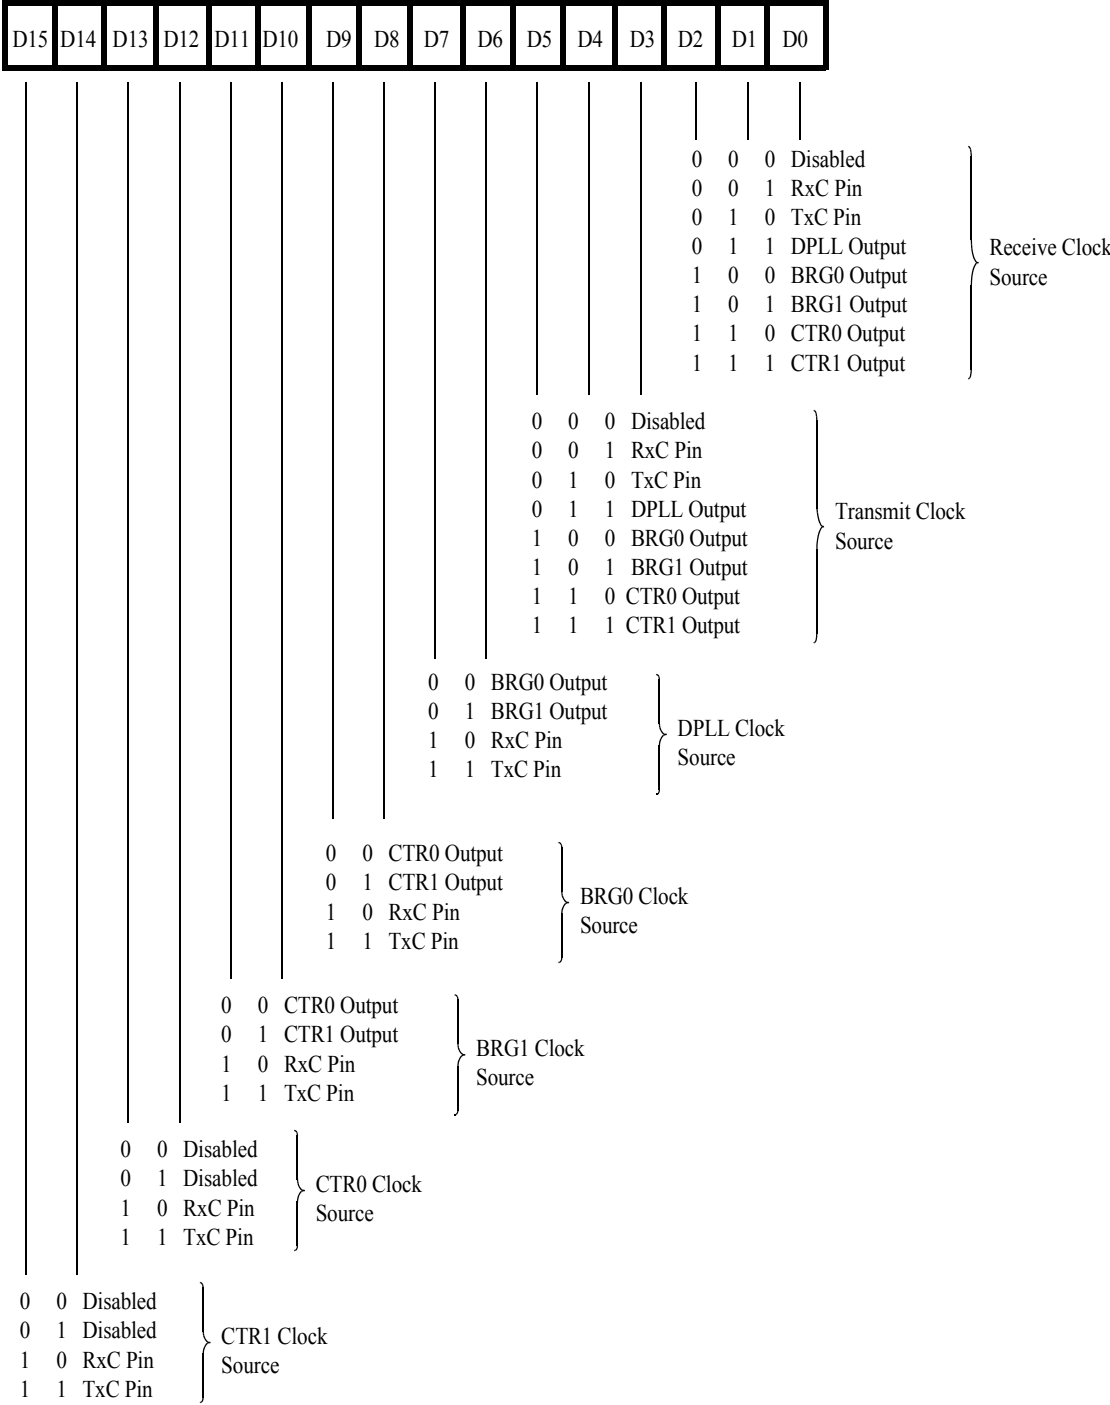 D15 D14 D13 D12 D11 D10 D9 D8 D7 D6 D5 D4 D3 D2 D1 D0
0 0 0 Disabled
0 0 1 RxC Pin
0 1 0 TxC Pin
0 1 1 DPLL Output
1 0 0 BRG0 Output
1 0 1 BRG1 Output
1 1 0 CTR0 Output
1 1 1 CTR1 Output
Receive Clock
Source
0 0 0 Disabled
0 0 1 RxC Pin
0 1 0 TxC Pin
0 1 1 DPLL Output
1 0 0 BRG0 Output
1 0 1 BRG1 Output
1 1 0 CTR0 Output
1 1 1 CTR1 Output
Transmit Clock
Source
0 0 BRG0 Output
0 1 BRG1 Output
1 0 RxC Pin
1 1 TxC Pin
DPLL Clock
Source
0 0 CTR0 Output
0 1 CTR1 Output
1 0 RxC Pin
1 1 TxC Pin
BRG0 Clock
Source
0 0 CTR0 Output
0 1 CTR1 Output
1 0 RxC Pin
1 1 TxC Pin
BRG1 Clock
Source
0 0 Disabled
0 1 Disabled
1 0 RxC Pin
1 1 TxC Pin
CTR0 Clock
Source
0 0 Disabled
0 1 Disabled
1 0 RxC Pin
1 1 TxC Pin
CTR1 Clock
Source